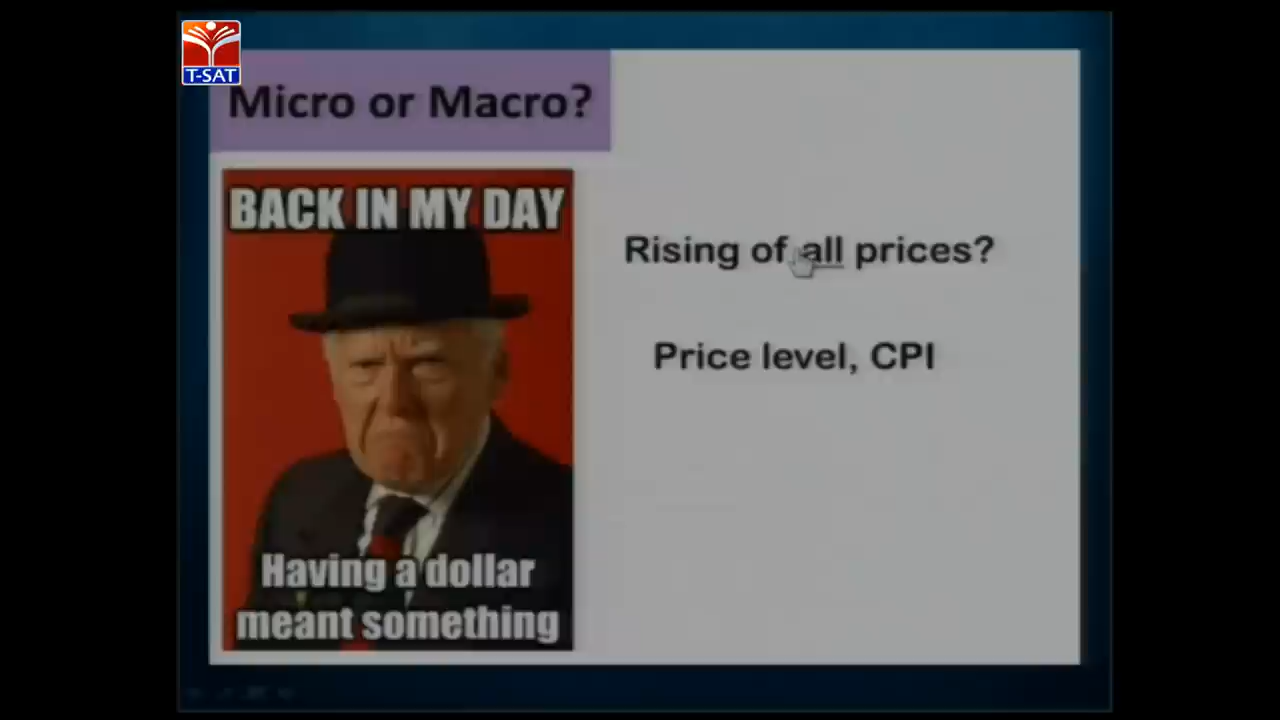 T-SAT
Micro or Macro?
BACK IN MY DAY
Having a dollar
meant something
Rising of all prices?
Price level, CPI